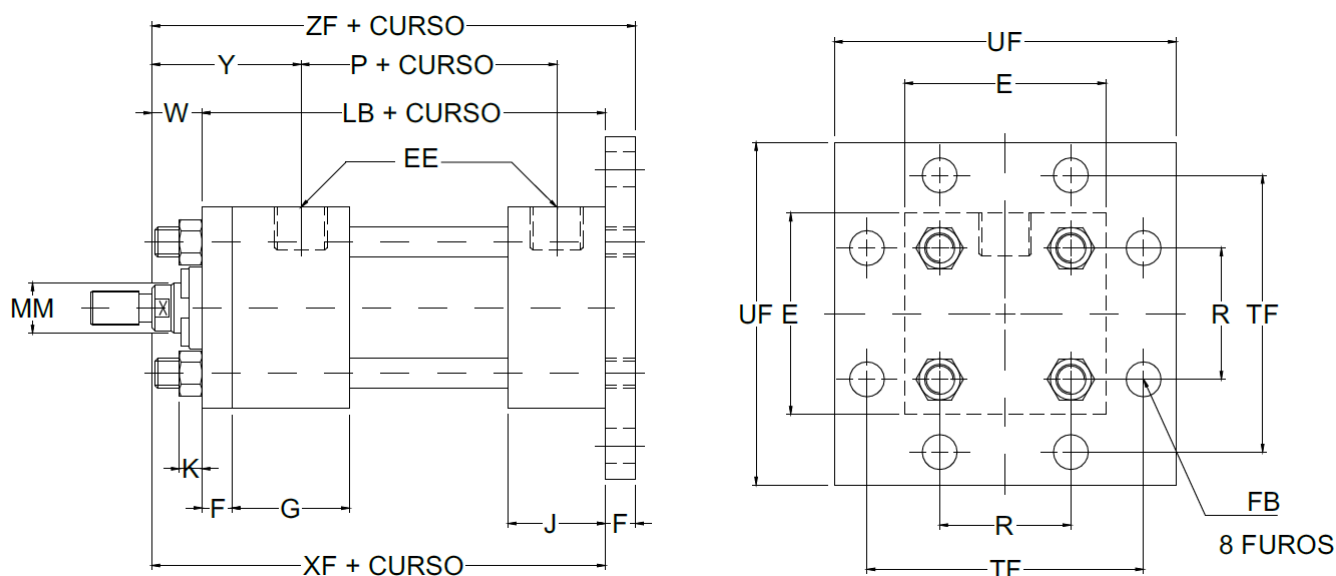 ZF + CURSO
Y
P + CURSO
W
LB + CURSO
EE
MM
K
F
G
J
F
XF + CURSO
UF
E
UF
E
R
TF
R
TF
FB
8 FUROS